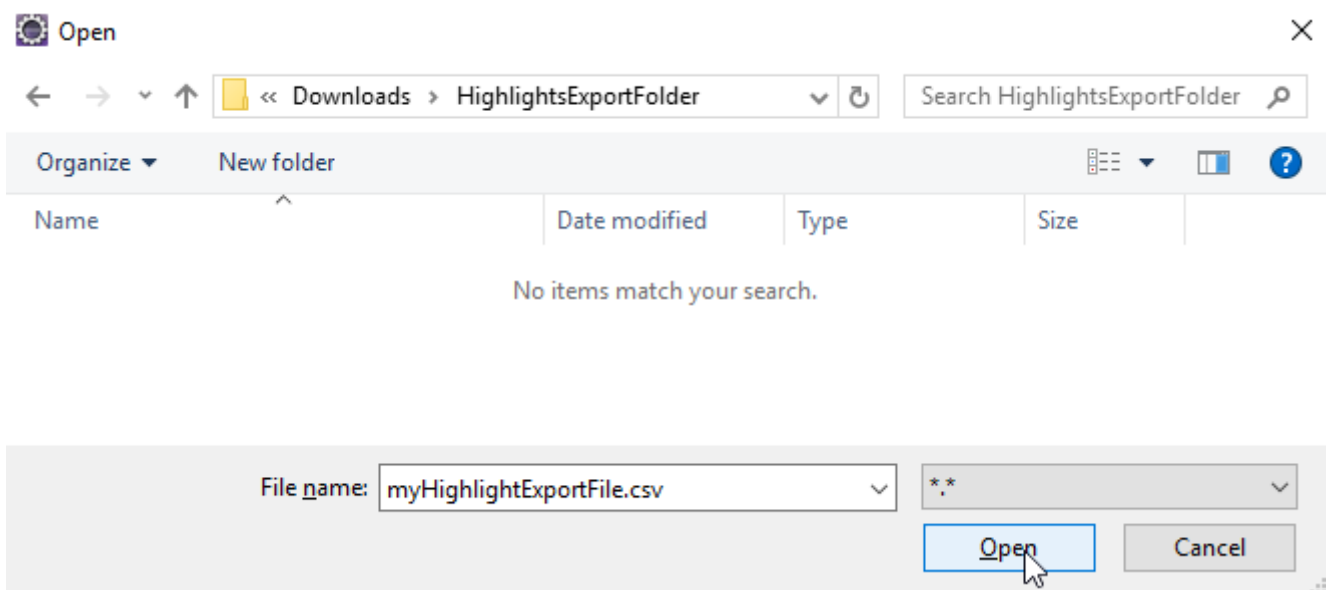 Open
« Downloads > HighlightsExportFolder
Search HighlightsExportFolder
Organize New folder
?
Name Date modified Type Size
No items match your search.
File name: myHighlightExportFile.csv *.*
Open Cancel